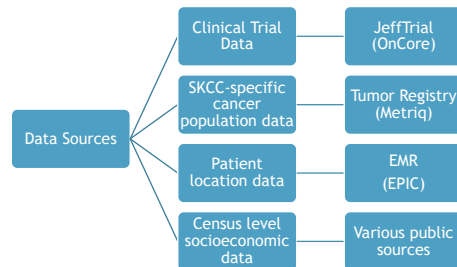 Data Sources
Clinical Trial
Data
JeffTrial
(OnCore)
SKCC-specific
cancer
population data
Tumor Registry
(Metriq)
Patient
location data
EMR
(EPIC)
Census level
socioeconomic
data
Various public
sources